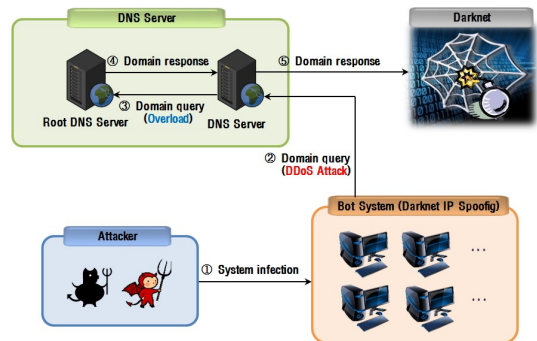 DNS Server
Darknet
④ Domain response
⑤ Domain response
③ Domain query
(Overload)
Root DNS Server
DNS Server
② Domain query
(DDoS Attack)
Bot System (Darknet IP Spoofig)
Attacker
① System infection
...
...